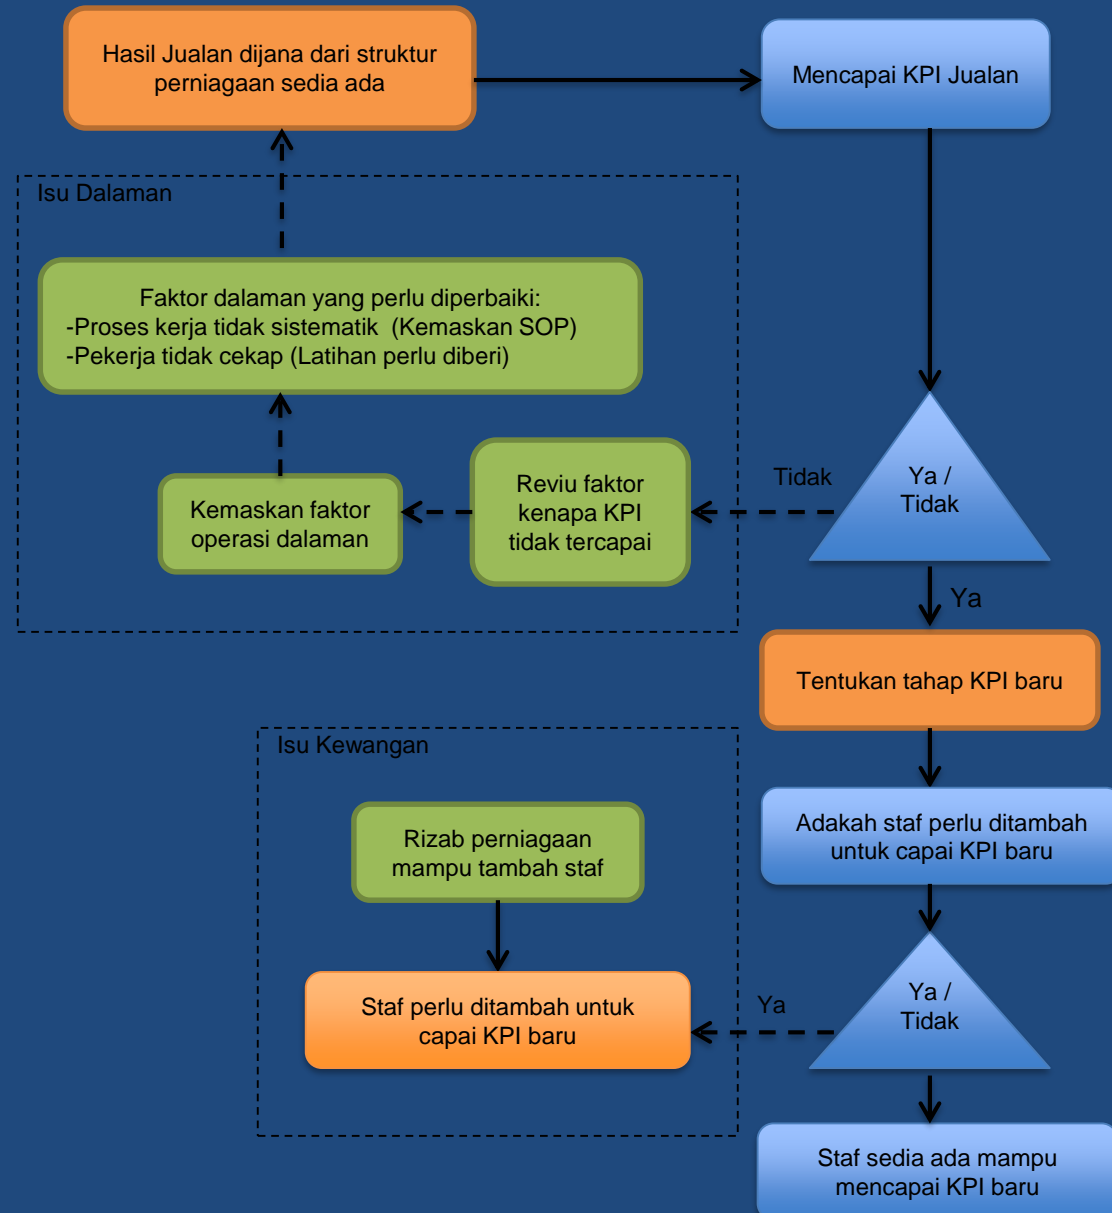 Hasil Jualan dijana dari struktur
perniagaan sedia ada
Mencapai KPI Jualan
Isu Dalaman
Faktor dalaman yang perlu diperbaiki:
-Proses kerja tidak sistematik (Kemaskan SOP)
-Pekerja tidak cekap (Latihan perlu diberi)
Kemaskan faktor
operasi dalaman
Reviu faktor
kenapa KPI
tidak tercapai
Tidak
Ya /
Tidak
Ya
Tentukan tahap KPI baru
Isu Kewangan
Rizab perniagaan
mampu tambah staf
Adakah staf perlu ditambah
untuk capai KPI baru
Staf perlu ditambah untuk
capai KPI baru
Ya
Ya /
Tidak
Staf sedia ada mampu
mencapai KPI baru